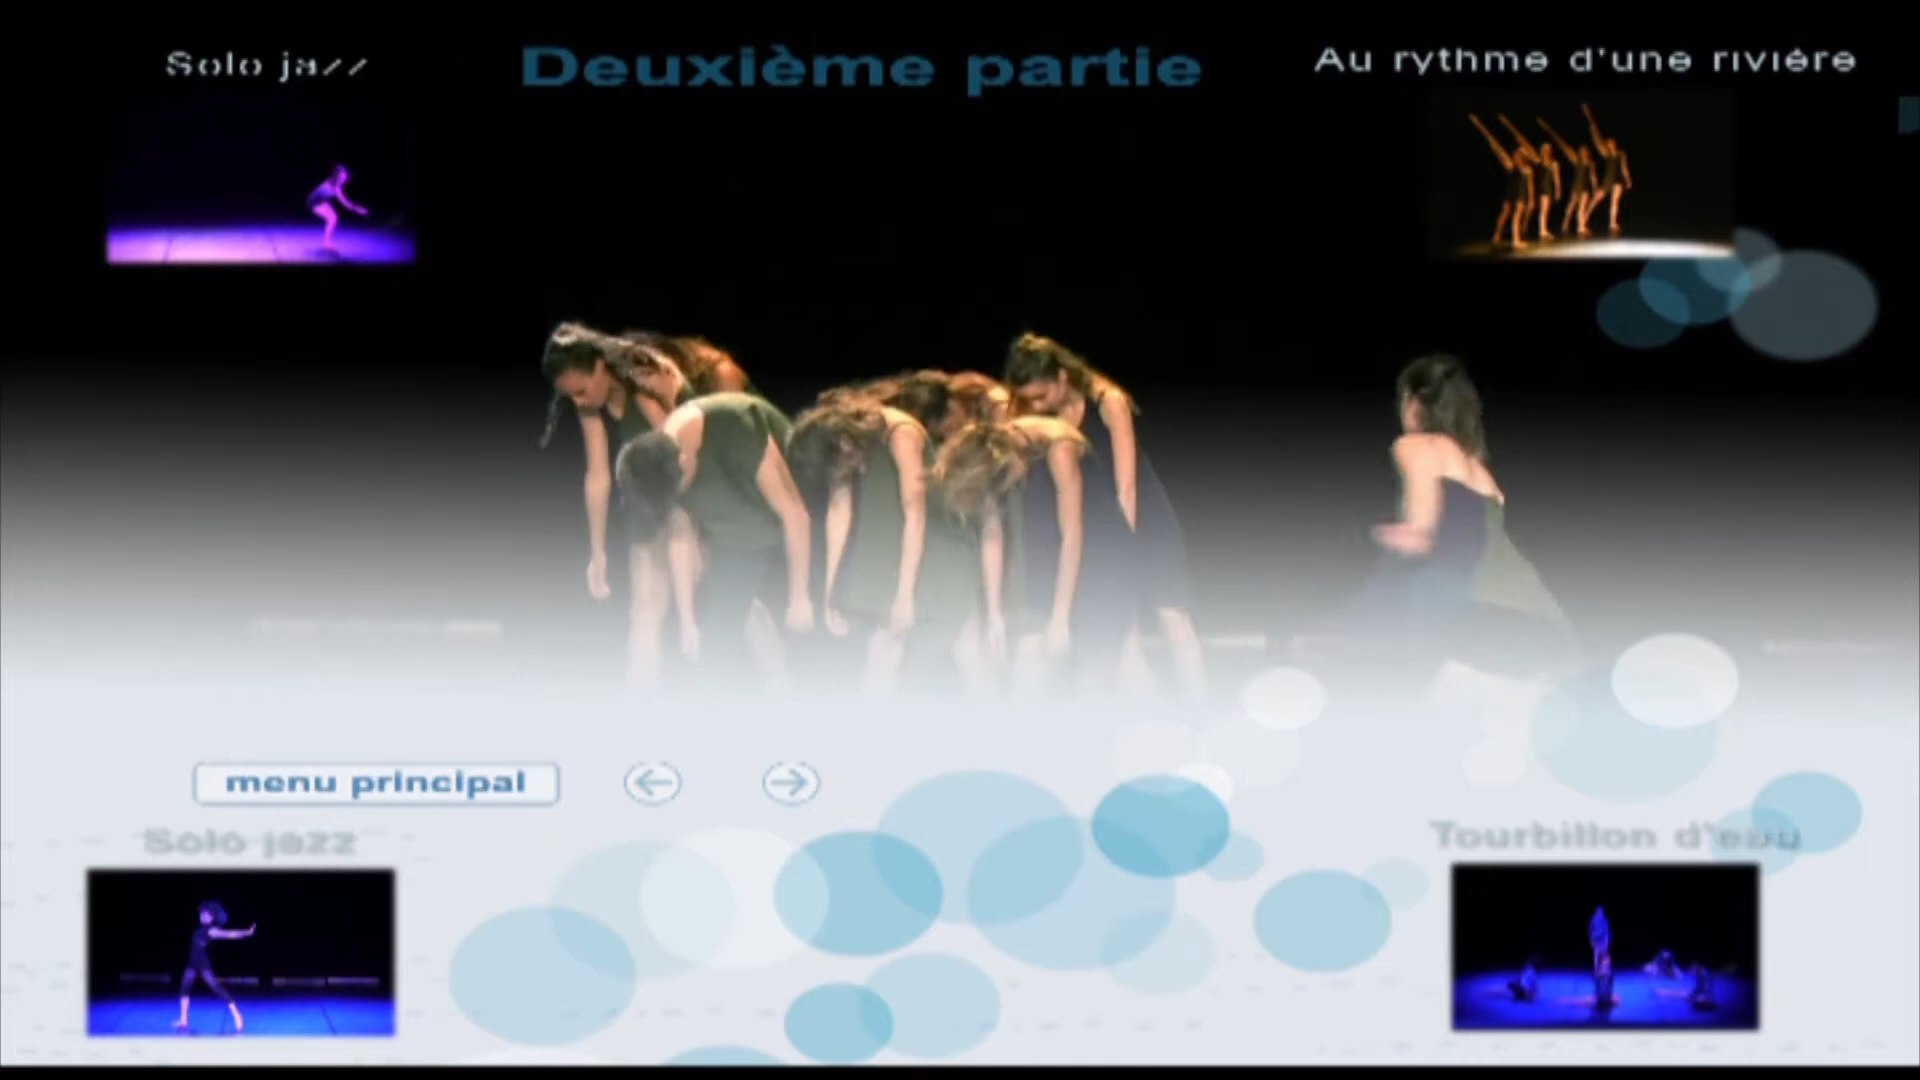 Solo jazz
Deuxième partie
Au rythme d'une rivière
menu principal
Solo jazz
Tourbillon d'eau